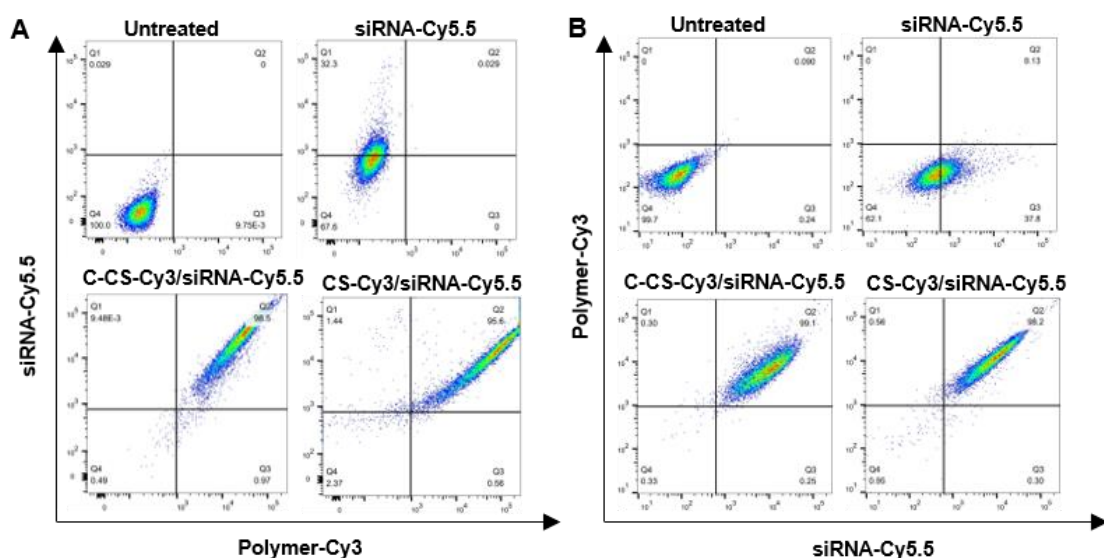 A
Untreated
siRNA-Cy5.5
B
Untreated
siRNA-Cy5.5
Q1
0.029
Q2
0
Q4
100.0
Q3
9.75E-3
Q1
32.3
Q2
0.029
Q4
67.6
Q3
0
Q1
0
Q2
0.090
Q4
99.7
Q3
0.24
Q1
0
Q2
Q4
62.1
Q3
37.8
C-CS-Cy3/siRNA-Cy5.5
CS-Cy3/siRNA-Cy5.5
C-CS-Cy3/siRNA-Cy5.5
CS-Cy3/siRNA-Cy5.5
Q1
9.48E-3
98.5
Q4
0.49
Q3
0.97
Q1
1.44
Q2
95.6
Q4
2.37
Q3
0.56
Q1
0.30
Q2
99.1
Q4
0.33
Q3
0.25
Q1
0.56
Q2
98.2
Q4
Q3
0.30
siRNA-Cy5.5
Polymer-Cy3
Polymer-Cy3
siRNA-Cy5.5